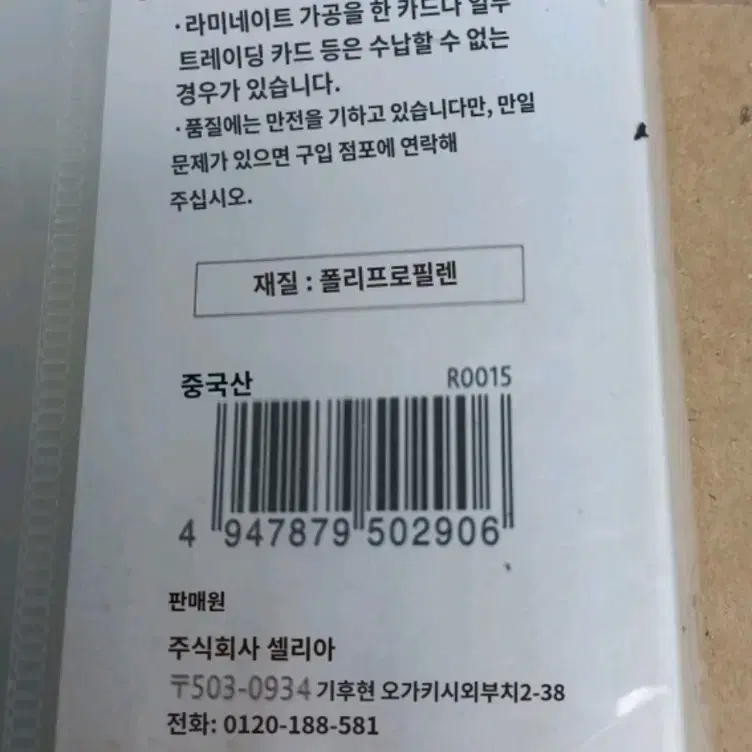 ·라미네이트 가공을 한 카드나 일부
트레이딩 카드 등은 수납할 수 없는
경우가 있습니다.
·품질에는 만전을 기하고 있습니다만, 만일
문제가 있으면 구입 점포에 연락해
주십시오.
재질 : 폴리프로필렌
중국산 R0015
4 947879 502906
판매원
주식회사 셀리아
〒503-0934 기후현 오가키시외부치2-38
전화: 0120-188-581